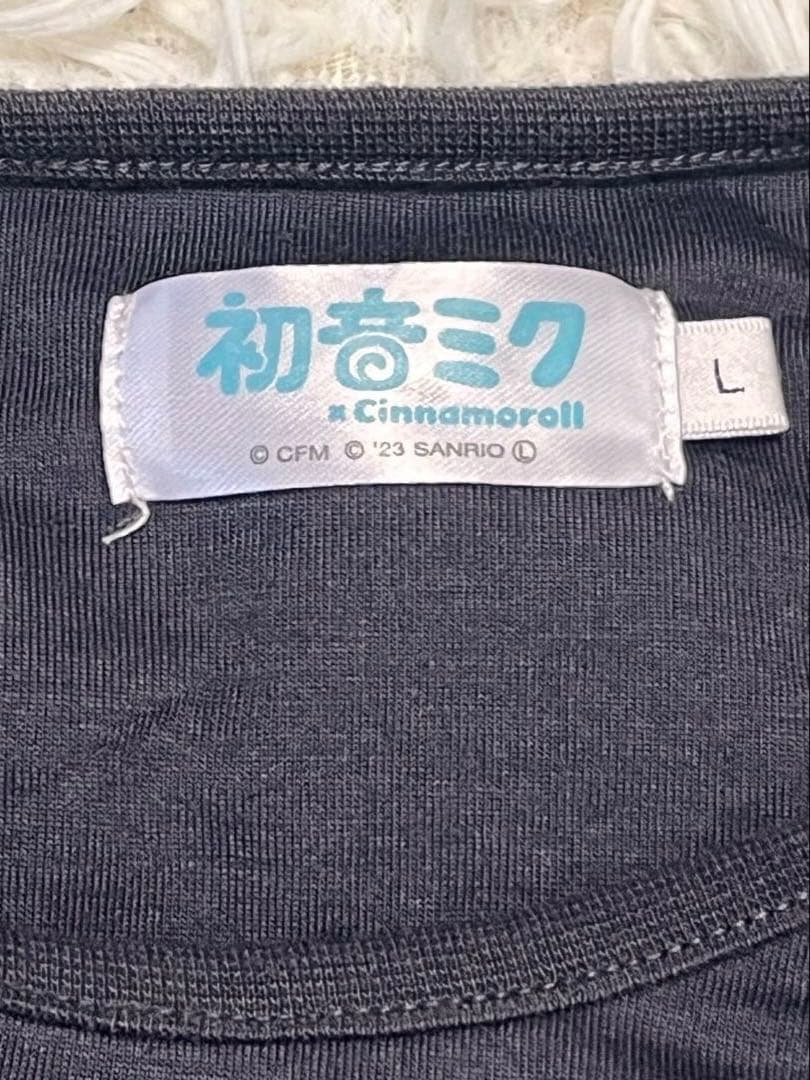 初音ミク
× Cinnamoroll
© CFM © '23 SANRIO Ⓛ
L